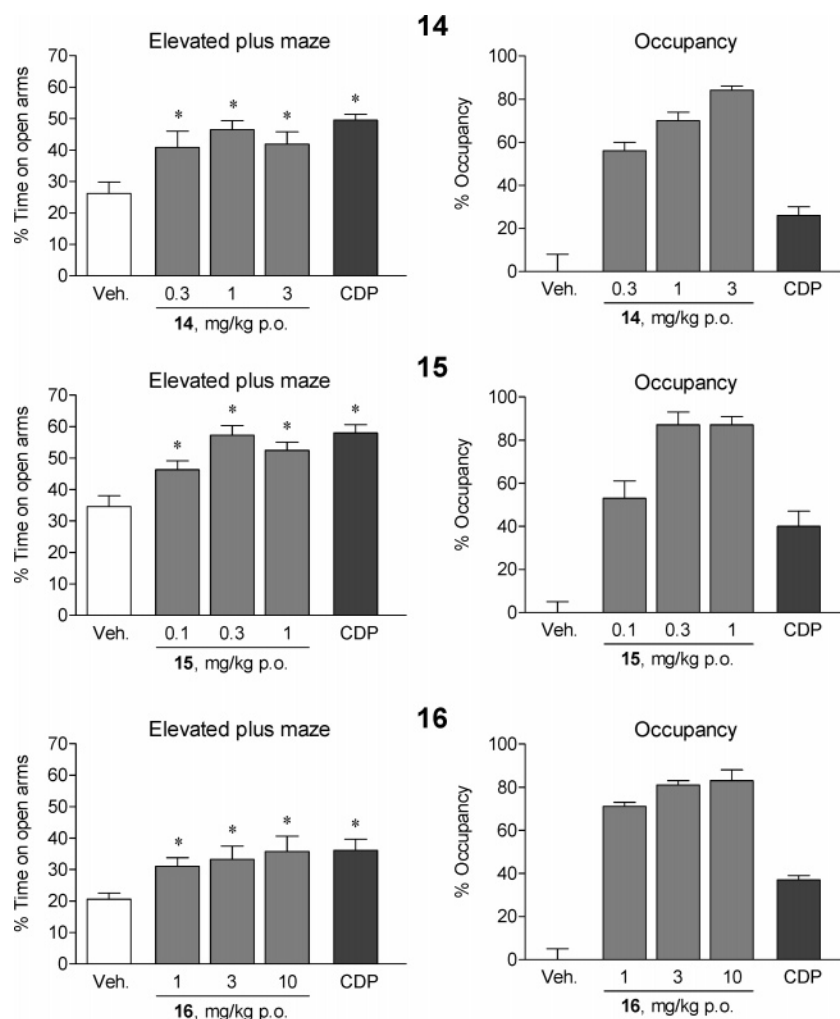 14
Elevated plus maze
% Time on open arms
70
60
50
40
30
20
10
0
* * * *
Veh. 0.3 1 3 CDP
14, mg/kg p.o.
Occupancy
% Occupancy
100
80
60
40
20
0
Veh. 0.3 1 3 CDP
14, mg/kg p.o.
15
Elevated plus maze
% Time on open arms
70
60
50
40
30
20
10
0
* * * *
Veh. 0.1 0.3 1 CDP
15, mg/kg p.o.
Occupancy
% Occupancy
100
80
60
40
20
0
Veh. 0.1 0.3 1 CDP
15, mg/kg p.o.
16
Elevated plus maze
% Time on open arms
70
60
50
40
30
20
10
0
* * * *
Veh. 1 3 10 CDP
16, mg/kg p.o.
Occupancy
% Occupancy
100
80
60
40
20
0
Veh. 1 3 10 CDP
16, mg/kg p.o.